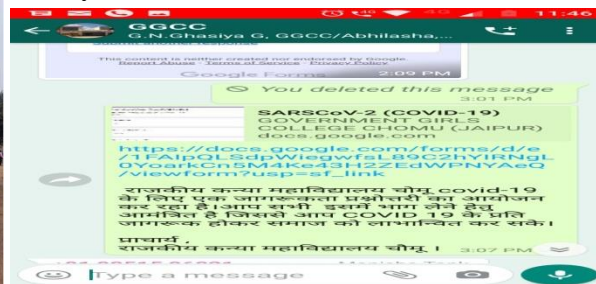 11:46
GGCC
G.N.Ghasiya G, GGCC/Abhilasha,...
Submit another response
This content is neither created nor endorsed by Google.
Report Abuse - Terms of Service - Privacy Policy
Google Forms 2:09 PM
You deleted this message
3:01 PM
SARSCoV-2 (COVID-19)
GOVERNMENT GIRLS
COLLEGE CHOMU (JAIPUR)
docs.google.com
https://docs.google.com/forms/d/e
/viewform?usp=sf_link
राजकीय कन्या महाविद्यालय चौमू covid-19
के लिए एक जागरूकता प्रश्नोत्तरी का आयोजन
कर रहा है।आप सभी इसमें भाग लेने हेतु
आमंत्रित है जिससे आप COVID 19 के प्रति
जागरूक होकर समाज को लाभान्वित कर सके।
प्राचार्य ,
राजकीय कन्या महाविद्यालय चौमू । 3:07 PM
Type a message